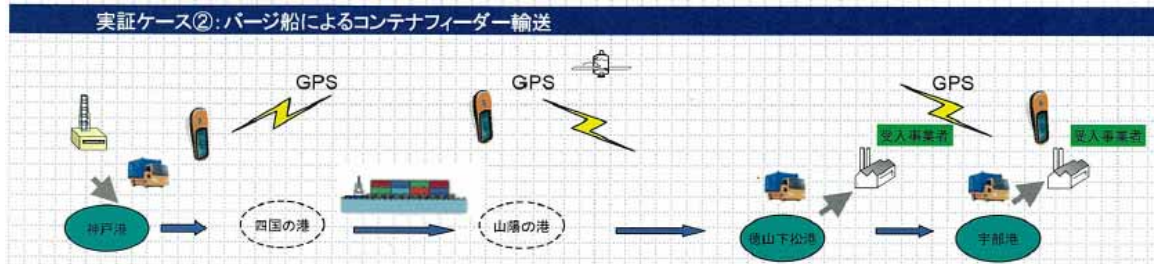 実証ケース②:バージ船によるコンテナフィーダー輸送
GPS
GPS
GPS
受入事業者
受入事業者
神戸港
四国の港
山陽の港
徳山下松港
宇部港